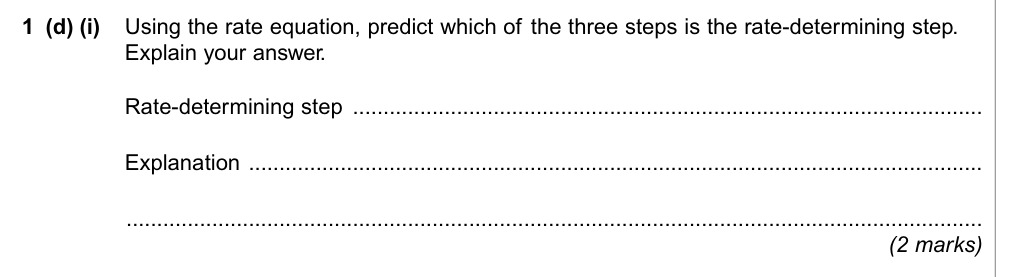 1 (d) (i) Using the rate equation, predict which of the three steps is the rate-determining step.
Explain your answer.
Rate-determining step ..........................................................................................................
Explanation ...........................................................................................................................
................................................................................................................................................
(2 marks)